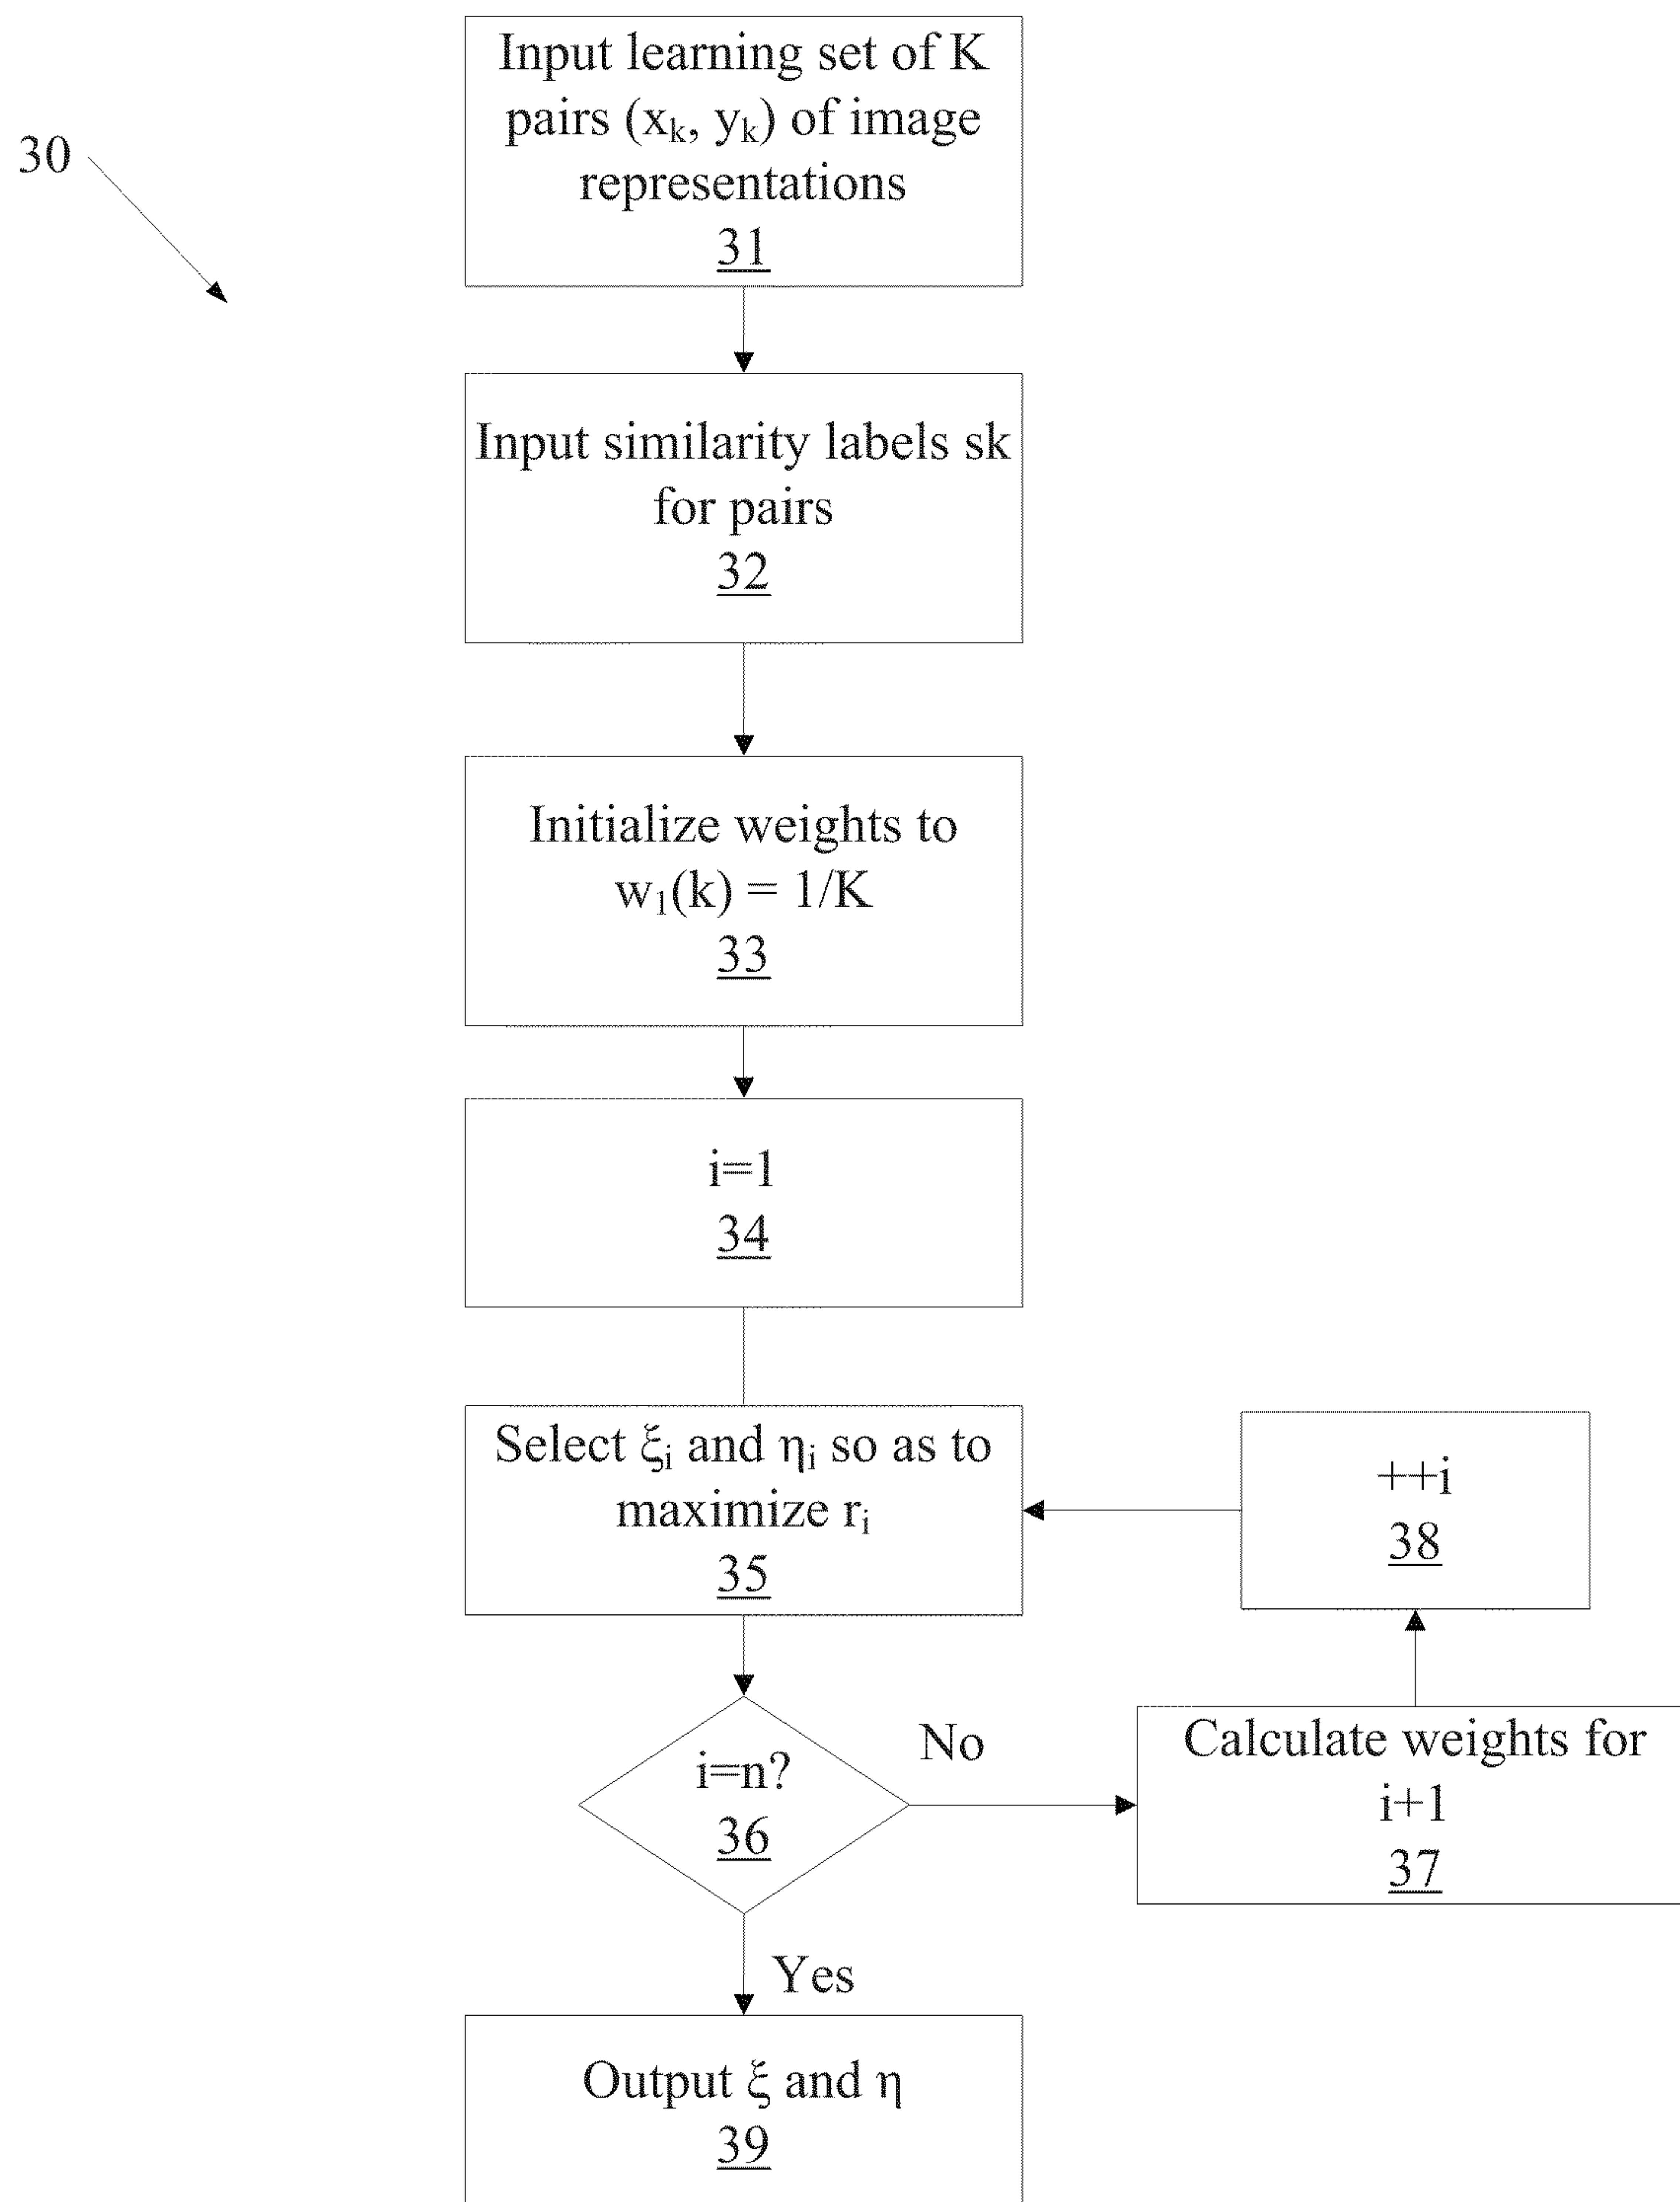 Input learning set of K
pairs (xₖ, yₖ) of image
representations
31
30
Input similarity labels sk
for pairs
32
Initialize weights to
w₁(k) = 1/K
33
i=1
34
Select ξᵢ and ηᵢ so as to
maximize rᵢ
35
++i
38
i=n?
36
No
Calculate weights for
i+1
37
Yes
Output ξ and η
39